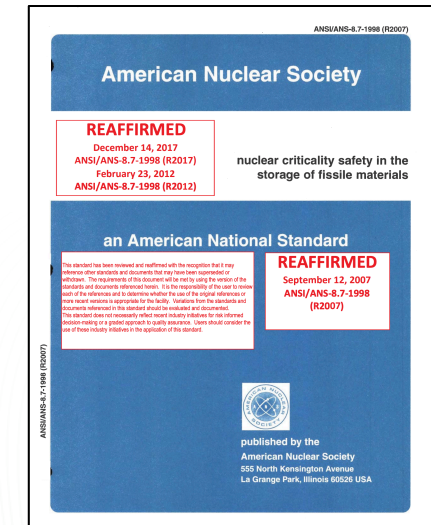 ANSI/ANS-8.7-1998 (R2007)
American Nuclear Society
REAFFIRMED
December 14, 2017
ANSI/ANS-8.7-1998 (R2017)
February 23, 2012
ANSI/ANS-8.7-1998 (R2012)
nuclear criticality safety in the
storage of fissile materials
an American National Standard
This standard has been reviewed and reaffirmed with the recognition that it may
reference other standards and documents that may have been superseded or
withdrawn. The requirements of this document will be met by using the version of the
standards and documents referenced herein. It is the responsibility of the user to review
each of the references and to determine whether the use of the original references or
more recent versions is appropriate for the facility. Variations from the standards and
documents referenced in this standard should be evaluated and documented.
This standard does not necessarily reflect recent industry initiatives for risk informed
decision-making or a graded approach to quality assurance. Users should consider the
use of these industry initiatives in the application of this standard.
REAFFIRMED
September 12, 2007
ANSI/ANS-8.7-1998
(R2007)
ANSI/ANS-8.7-1998 (R2007)
AMERICAN NUCLEAR
SOCIETY
published by the
American Nuclear Society
555 North Kensington Avenue
La Grange Park, Illinois 60526 USA